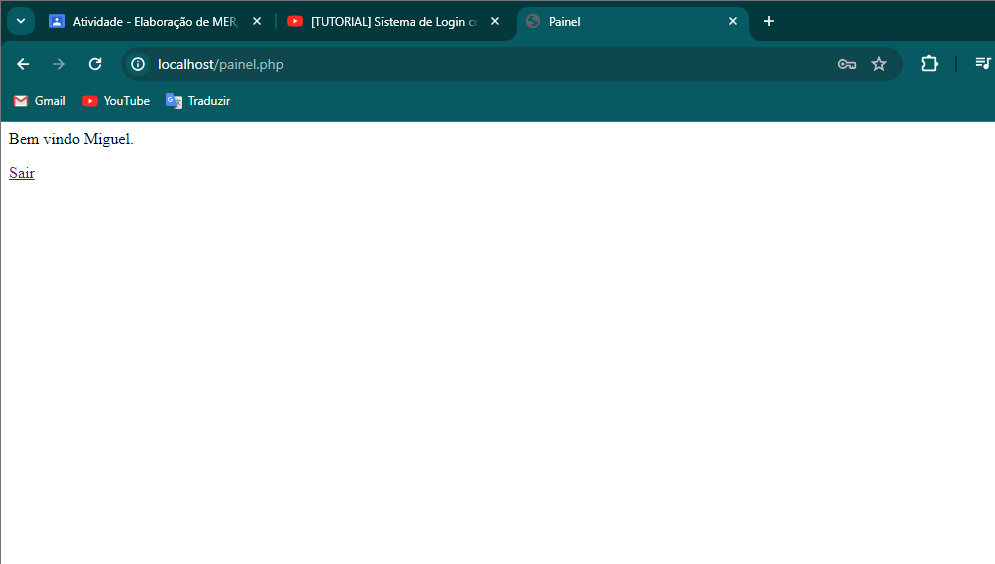 Atividade - Elaboração de MER,
[TUTORIAL] Sistema de Login co
Painel
localhost/painel.php
Gmail
YouTube
Traduzir
Bem vindo Miguel.
Sair